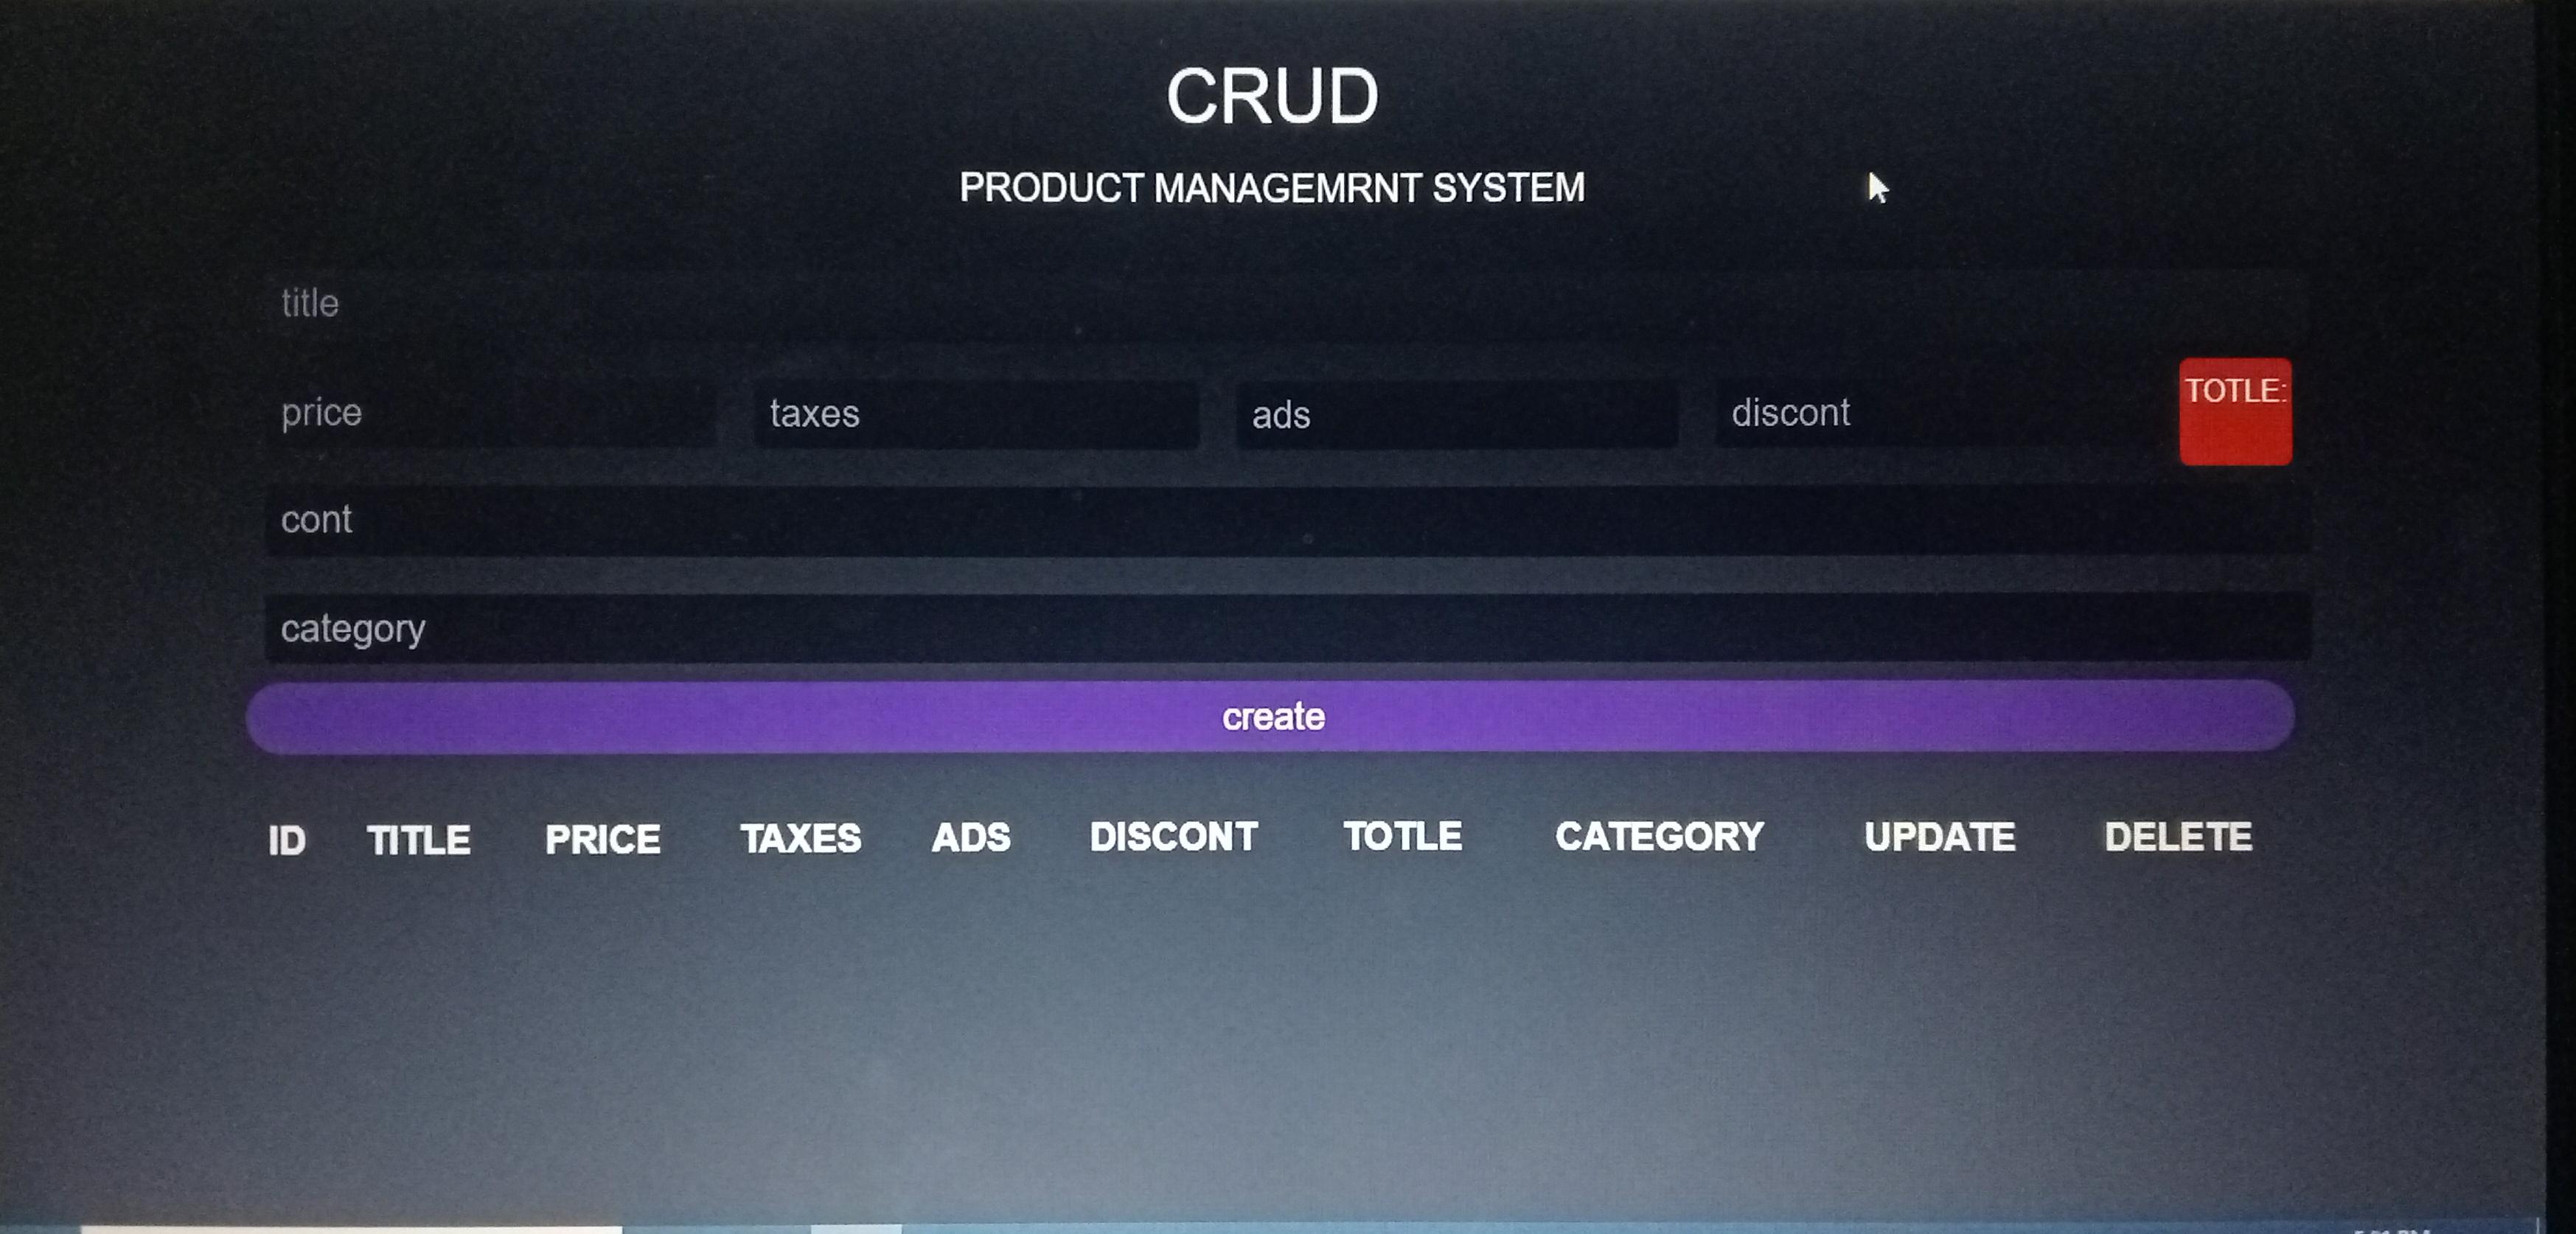 CRUD
PRODUCT MANAGEMRNT SYSTEM
title
price taxes ads discont TOTLE:
cont
category
create
ID TITLE PRICE TAXES ADS DISCONT TOTLE CATEGORY UPDATE DELETE